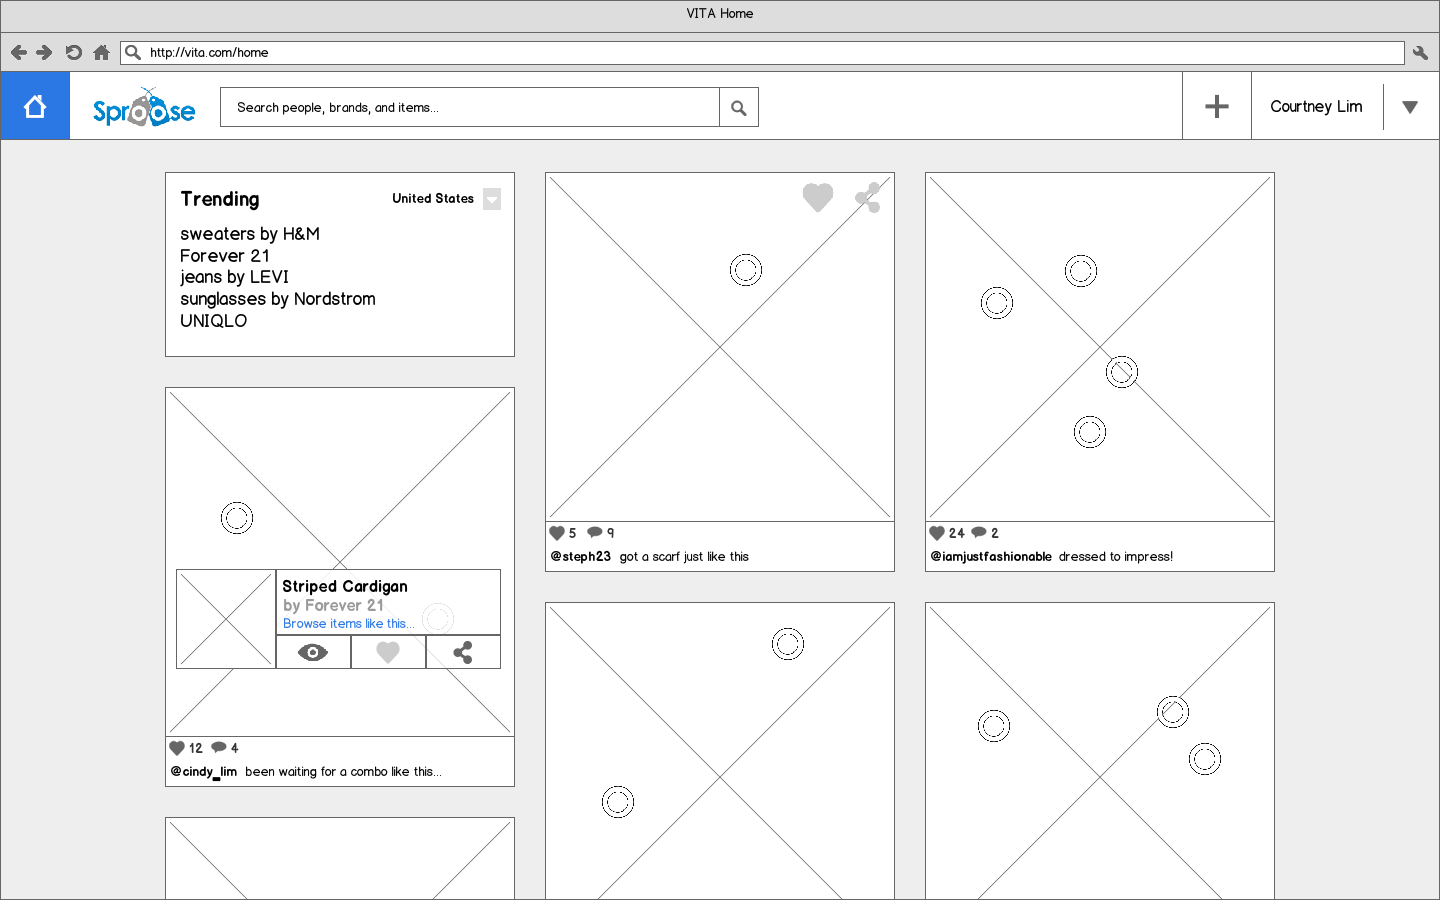 VITA Home
http://vita.com/home
Sproose
Search people, brands, and items...
Courtney Lim
Trending
United States
sweaters by H&M
Forever 21
jeans by LEVI
sunglasses by Nordstrom
UNIQLO
Striped Cardigan
by Forever 21
Browse items like this...
12 4
@cindy_lim been waiting for a combo like this...
5 9
@steph23 got a scarf just like this
24 2
@iamjustfashionable dressed to impress!